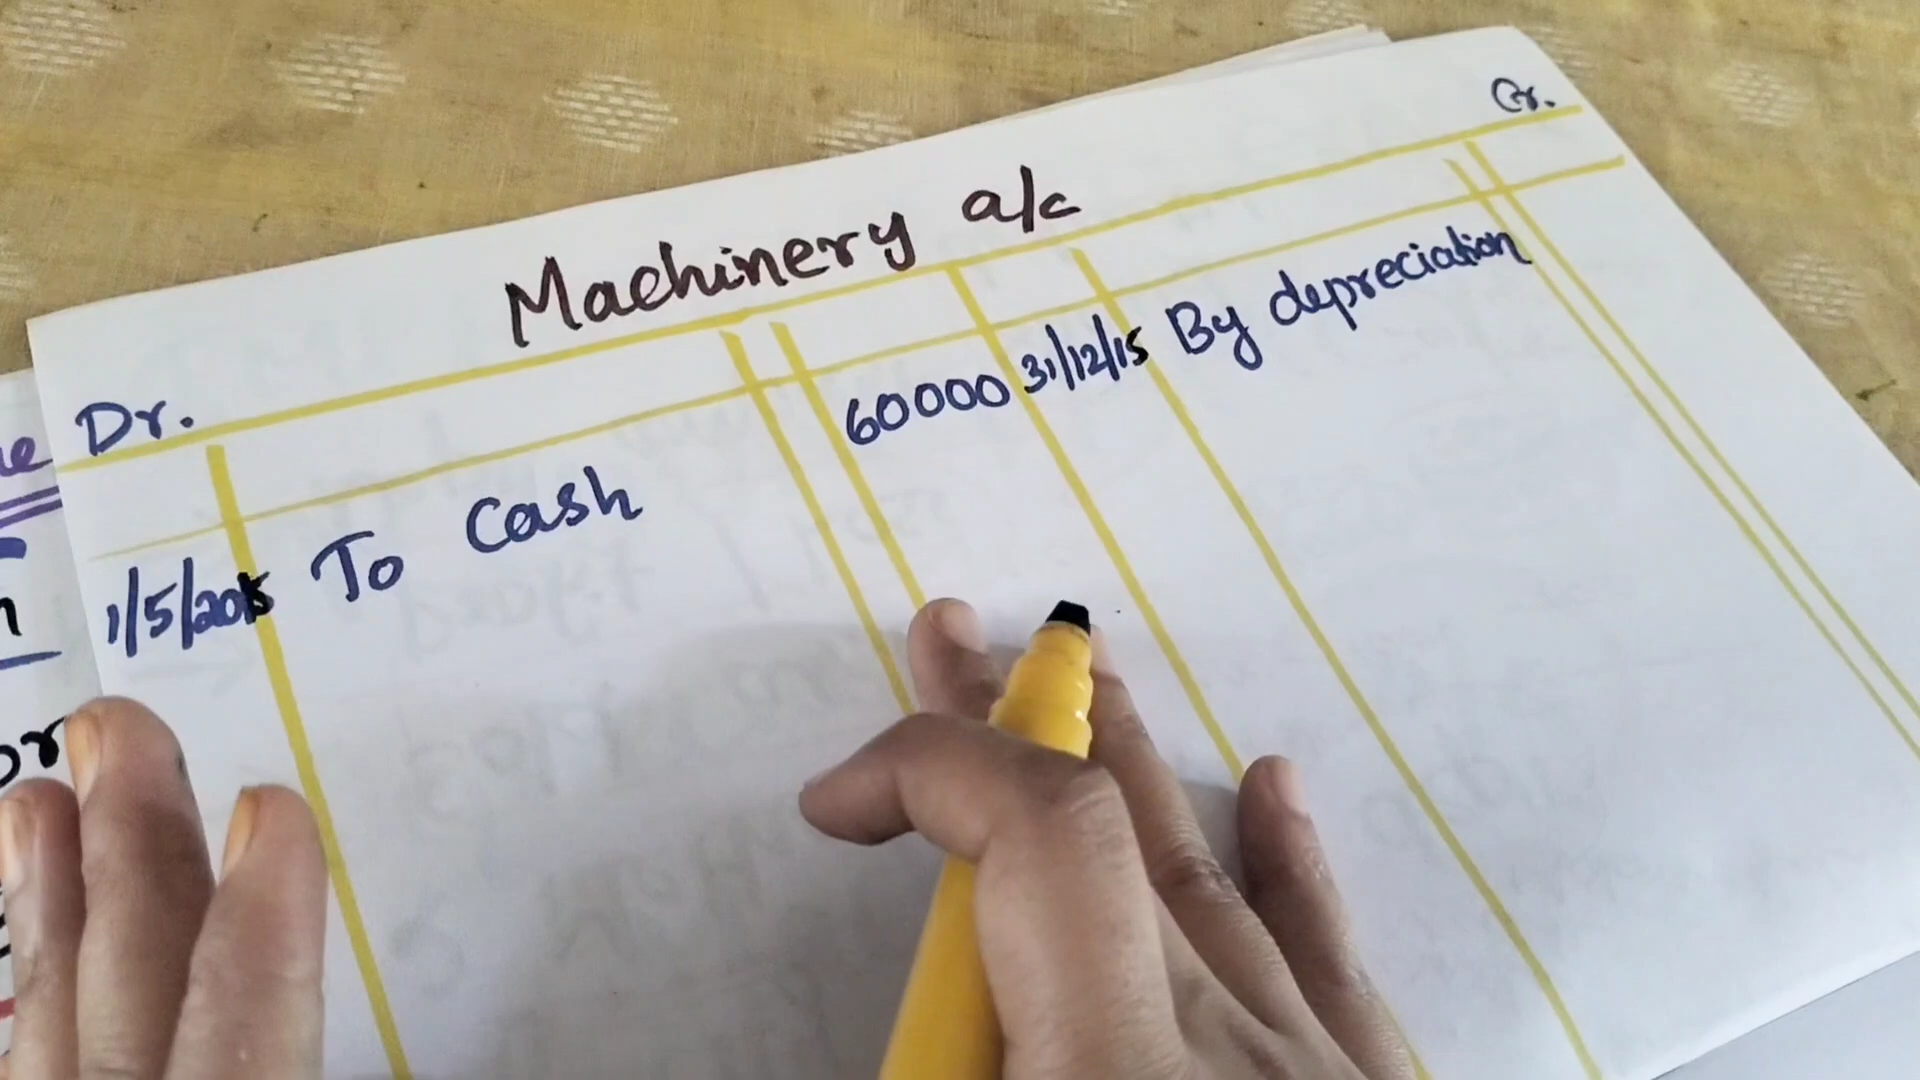 Cr.
Machinery a/c
Dr.
1/5/2015 To Cash 60000 31/12/15 By depreciation